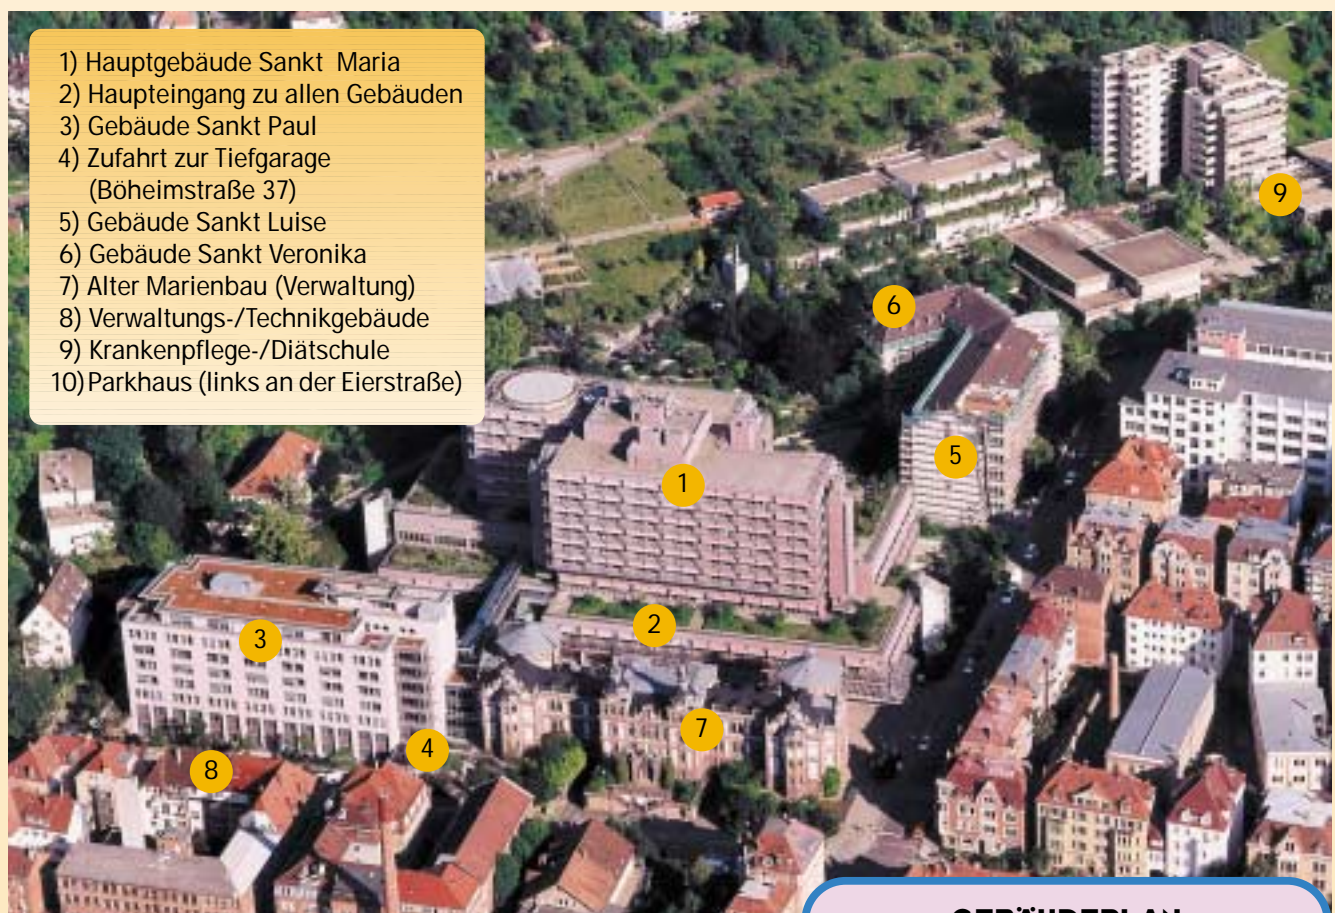 1) Hauptgebäude Sankt Maria
2) Haupteingang zu allen Gebäuden
3) Gebäude Sankt Paul
4) Zufahrt zur Tiefgarage
(Böheimstraße 37)
5) Gebäude Sankt Luise
6) Gebäude Sankt Veronika
7) Alter Marienbau (Verwaltung)
8) Verwaltungs-/Technikgebäude
9) Krankenpflege-/Diätschule
10) Parkhaus (links an der Eierstraße)
9
6
5
1
2
3
7
4
8
GEBÄUDEPLAN